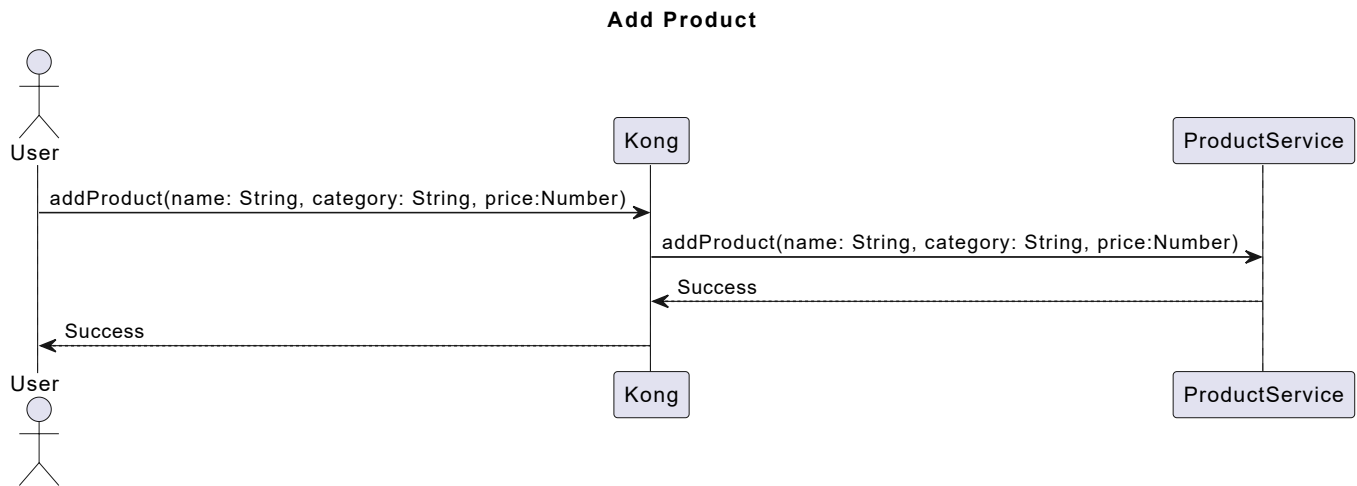 Add Product
User
Kong
ProductService
addProduct(name: String, category: String, price:Number)
addProduct(name: String, category: String, price:Number)
Success
Success
User
Kong
ProductService